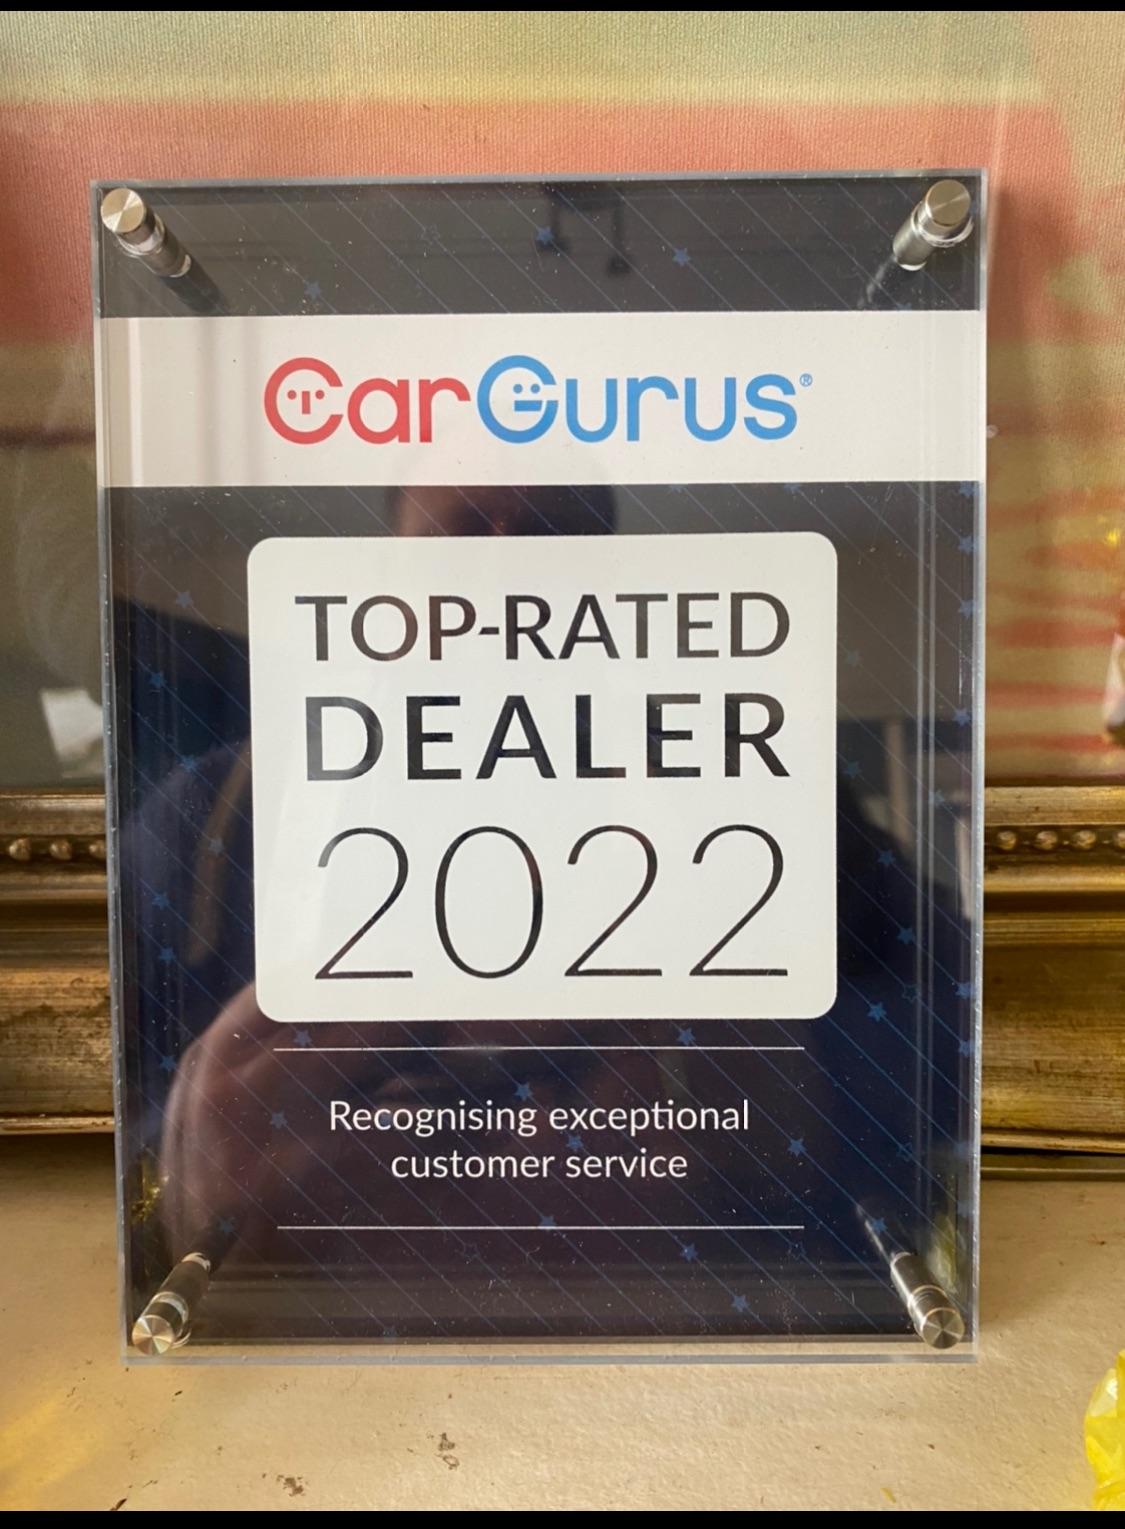 CarGurus®
TOP-RATED
DEALER
2022
Recognising exceptional
customer service